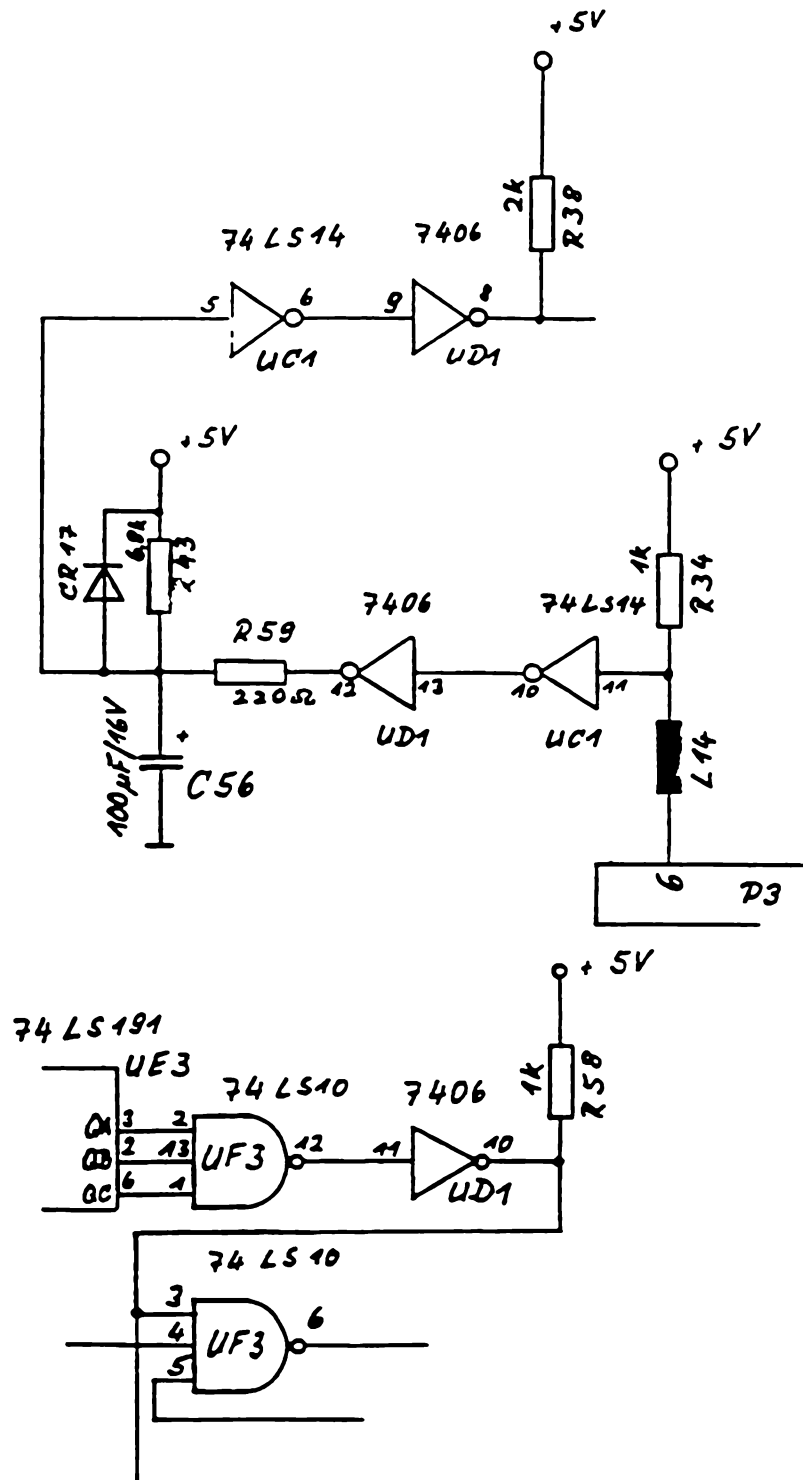 +5V
2k
R38
74LS14
7406
5
6
9
8
UC1
UD1
+5V
+5V
CR17
6,8k
R43
1k
R34
7406
74LS14
R59
220Ω
12
13
10
11
UD1
UC1
100µF/16V
+
C56
L14
6
P3
+5V
74LS191
UE3
74LS10
7406
1k
R58
QA 3 2
QB 2 13
QC 6 1
UF3
12
11
10
UD1
74LS10
3
4
5
UF3
6